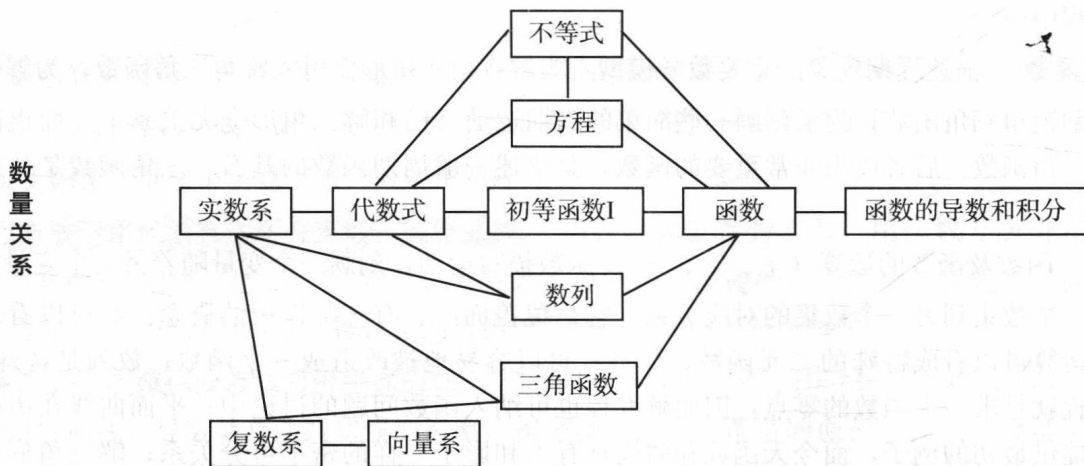 不等式
方程
数量关系
实数系
代数式
初等函数I
函数
函数的导数和积分
数列
三角函数
复数系
向量系